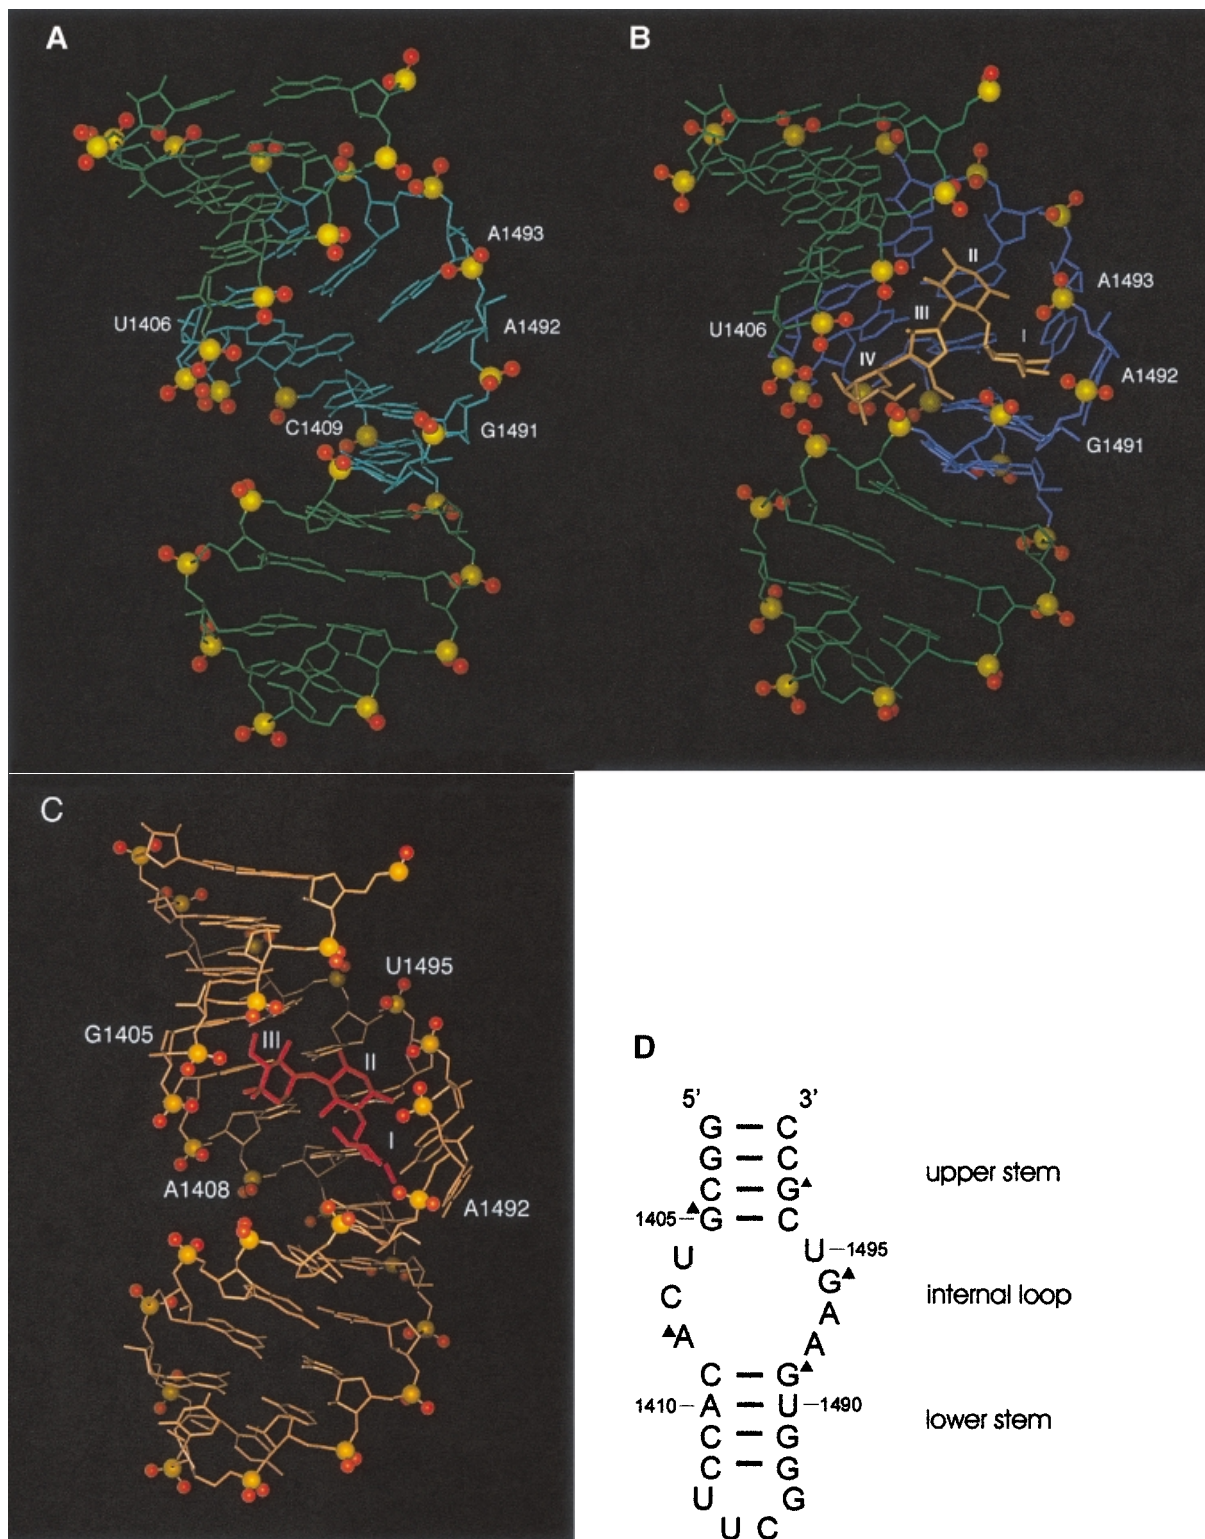 A
A1493
U1406
A1492
C1409
G1491
B
II
A1493
U1406
III
I
IV
A1492
G1491
C
U1495
G1405
III
II
I
A1408
A1492
D
5’ 3’
G C
G C
C G upper stem
1405 G C
U U 1495
C G internal loop
A A
A
C G
1410 A U 1490
C G lower stem
C G
U G
U C